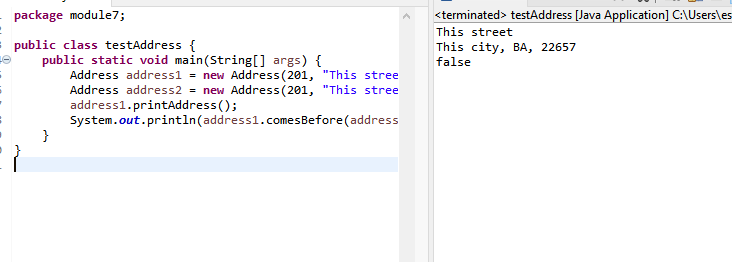 package module7;
public class testAddress {
public static void main(String[] args) {
Address address1 = new Address(201, "This stree
Address address2 = new Address(201, "This stree
address1.printAddress();
System.out.println(address1.comesBefore(address
}
}
<terminated> testAddress [Java Application] C:\Users\es
This street
This city, BA, 22657
false